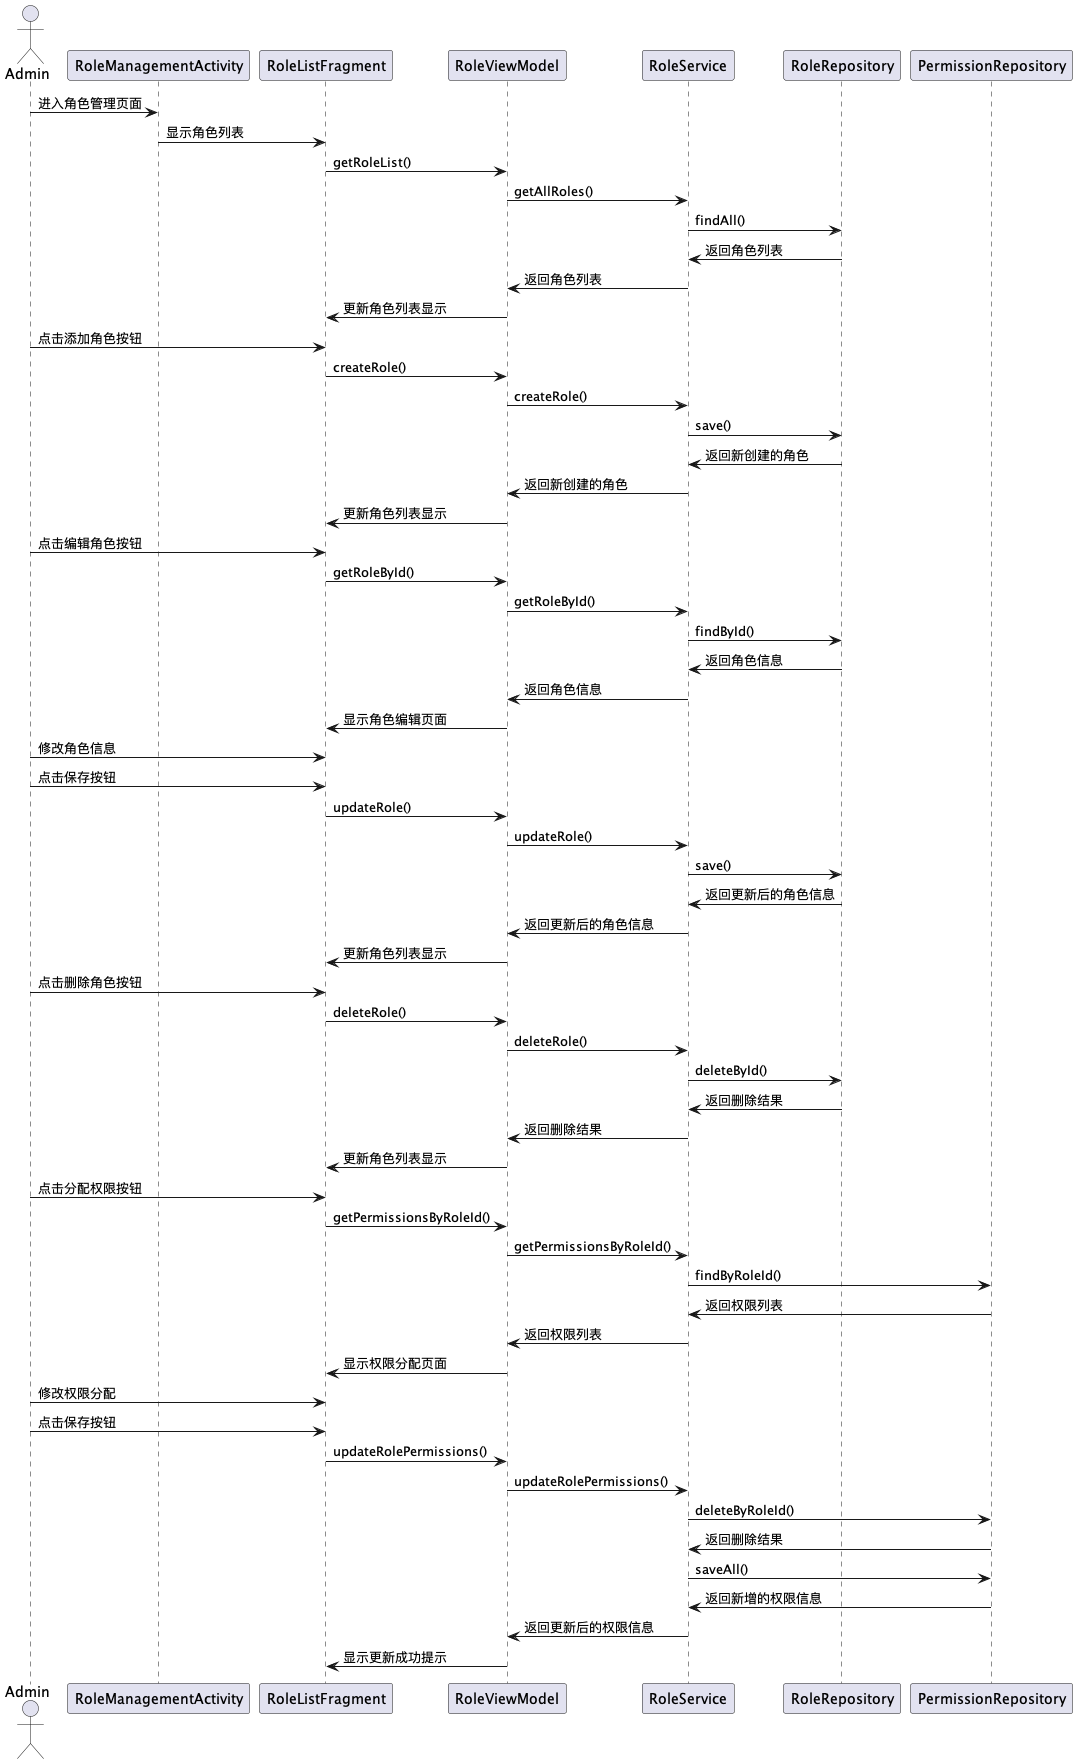 Admin
RoleManagementActivity
RoleListFragment
RoleViewModel
RoleService
RoleRepository
PermissionRepository
进入角色管理页面
显示角色列表
getRoleList()
getAllRoles()
findAll()
返回角色列表
返回角色列表
更新角色列表显示
点击添加角色按钮
createRole()
createRole()
save()
返回新创建的角色
返回新创建的角色
更新角色列表显示
点击编辑角色按钮
getRoleById()
getRoleById()
findById()
返回角色信息
返回角色信息
显示角色编辑页面
修改角色信息
点击保存按钮
updateRole()
updateRole()
save()
返回更新后的角色信息
返回更新后的角色信息
更新角色列表显示
点击删除角色按钮
deleteRole()
deleteRole()
deleteById()
返回删除结果
返回删除结果
更新角色列表显示
点击分配权限按钮
getPermissionsByRoleId()
getPermissionsByRoleId()
findByRoleId()
返回权限列表
返回权限列表
显示权限分配页面
修改权限分配
点击保存按钮
updateRolePermissions()
updateRolePermissions()
deleteByRoleId()
返回删除结果
saveAll()
返回新增的权限信息
返回更新后的权限信息
显示更新成功提示
Admin
RoleManagementActivity
RoleListFragment
RoleViewModel
RoleService
RoleRepository
PermissionRepository